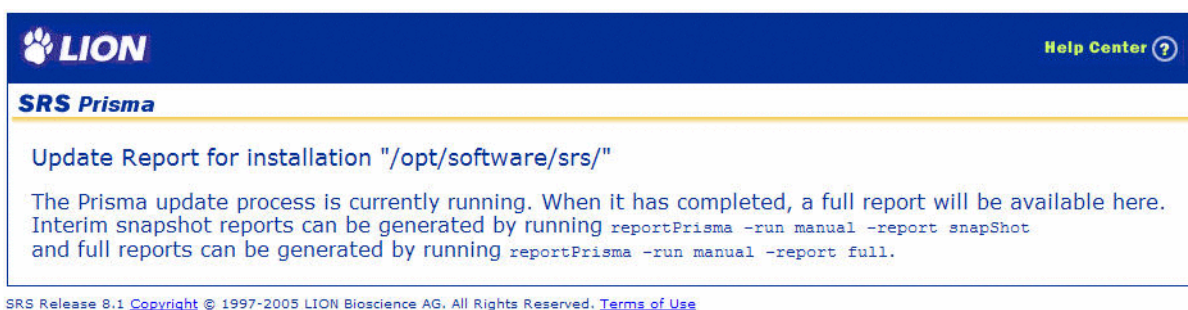 LION
Help Center ?
SRS Prisma
Update Report for installation "/opt/software/srs/"
The Prisma update process is currently running. When it has completed, a full report will be available here.
Interim snapshot reports can be generated by running reportPrisma -run manual -report snapShot
and full reports can be generated by running reportPrisma -run manual -report full.
SRS Release 8.1 Copyright © 1997-2005 LION Bioscience AG. All Rights Reserved. Terms of Use